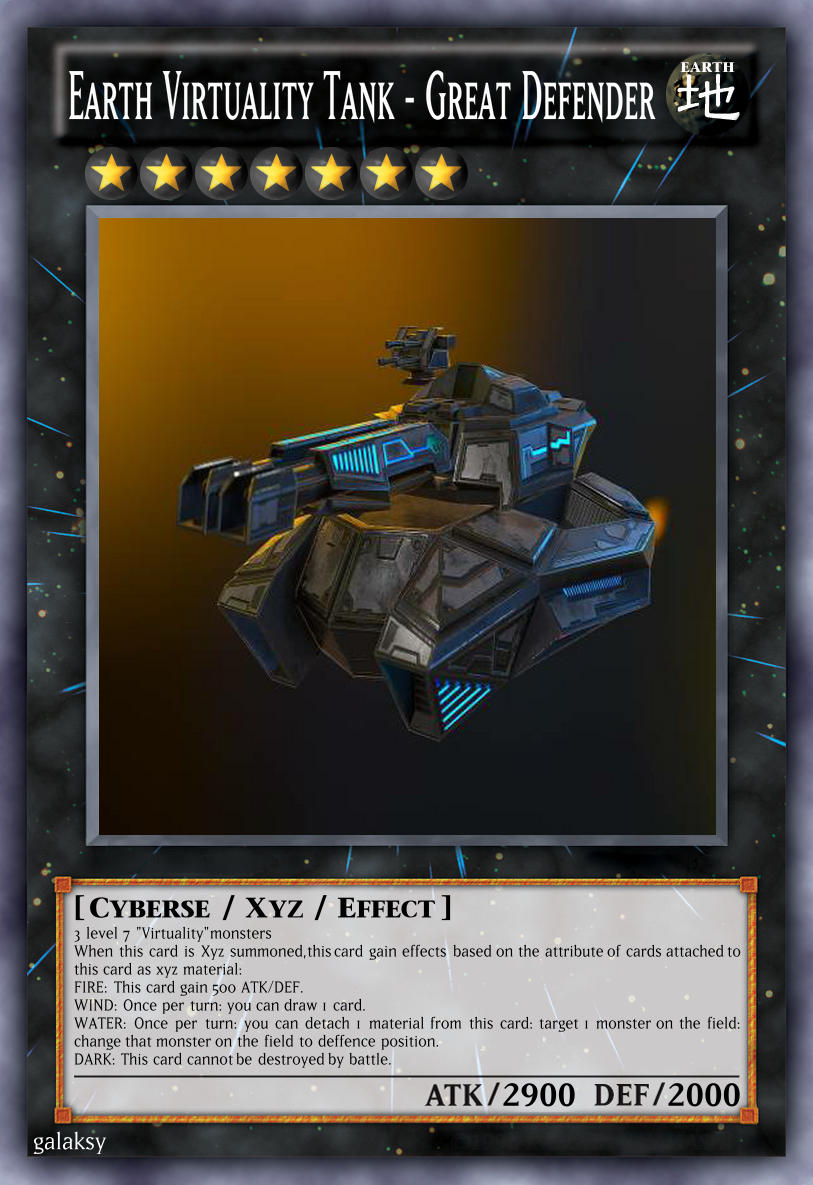 EARTH VIRTUALITY TANK - GREAT DEFENDER
EARTH
地
[ CYBERSE / XYZ / EFFECT ]
3 level 7 "Virtuality"monsters
When this card is Xyz summoned,this card gain effects based on the attribute of cards attached to
this card as xyz material:
FIRE: This card gain 500 ATK/DEF.
WIND: Once per turn: you can draw 1 card.
WATER: Once per turn: you can detach 1 material from this card: target 1 monster on the field:
change that monster on the field to deffence position.
DARK: This card cannot be destroyed by battle.
ATK/2900 DEF/2000
galaksy